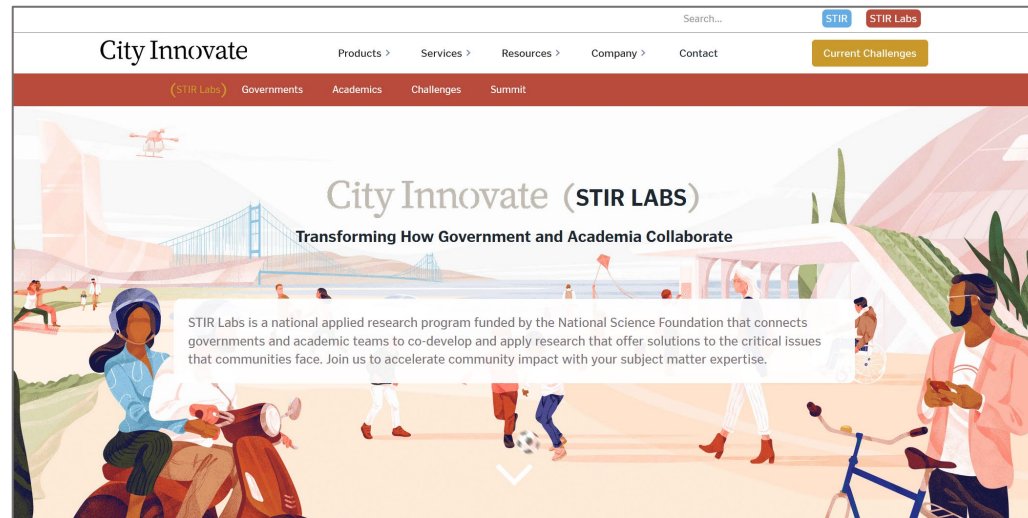 Search...
STIR
STIR Labs
City Innovate
Products >
Services >
Resources >
Company >
Contact
Current Challenges
(STIR Labs)
Governments
Academics
Challenges
Summit
City Innovate (STIR LABS)
Transforming How Government and Academia Collaborate
STIR Labs is a national applied research program funded by the National Science Foundation that connects
governments and academic teams to co-develop and apply research that offer solutions to the critical issues
that communities face. Join us to accelerate community impact with your subject matter expertise.